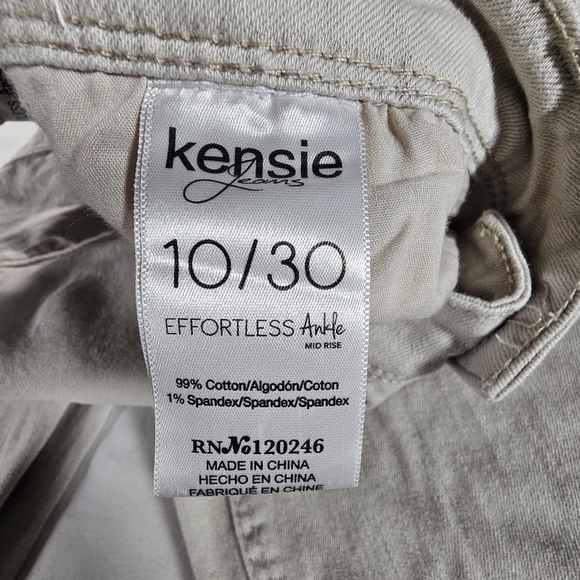 kensie
Jeans
10/30
EFFORTLESS Ankle
MID RISE
99% Cotton/Algodón/Coton
1% Spandex/Spandex/Spandex
RN No 120246
MADE IN CHINA
HECHO EN CHINA
FABRIQUÉ EN CHINE